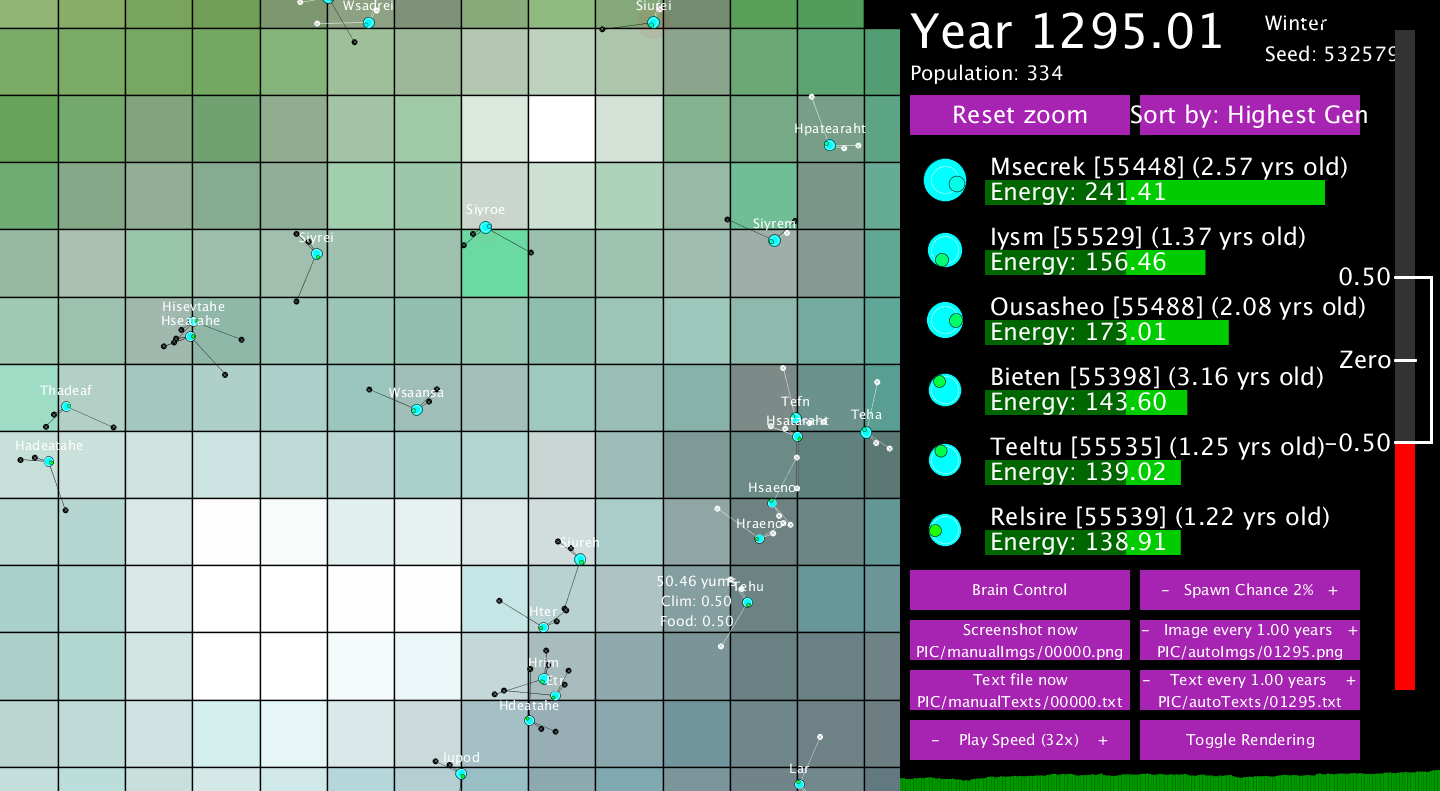 Wsadrei
Siurei
Hpatearaht
Siyroe
Siyrem
Siyrei
Hisevtahe
Hseatahe
Thadeaf
Wsaansa
Tefn
Teha
Hadeatahe
Hsaeno
Hraeno
Siureh
50.46 yums
Tehu
Clim: 0.50
Hter
Food: 0.50
Hrim
Etr
Hdeatahe
Iupod
Lar
Year 1295.01
Winter
Seed: 532579
Population: 334
Reset zoom
Sort by: Highest Gen
Msecrek [55448] (2.57 yrs old)
Energy: 241.41
Iysm [55529] (1.37 yrs old)
Energy: 156.46
Ousasheo [55488] (2.08 yrs old)
Energy: 173.01
Bieten [55398] (3.16 yrs old)
Energy: 143.60
Teeltu [55535] (1.25 yrs old)
Energy: 139.02
Relsire [55539] (1.22 yrs old)
Energy: 138.91
0.50
Zero
-0.50
Brain Control
- Spawn Chance 2% +
Screenshot now
PIC/manualImgs/00000.png
- Image every 1.00 years +
PIC/autoImgs/01295.png
Text file now
PIC/manualTexts/00000.txt
- Text every 1.00 years +
PIC/autoTexts/01295.txt
- Play Speed (32x) +
Toggle Rendering